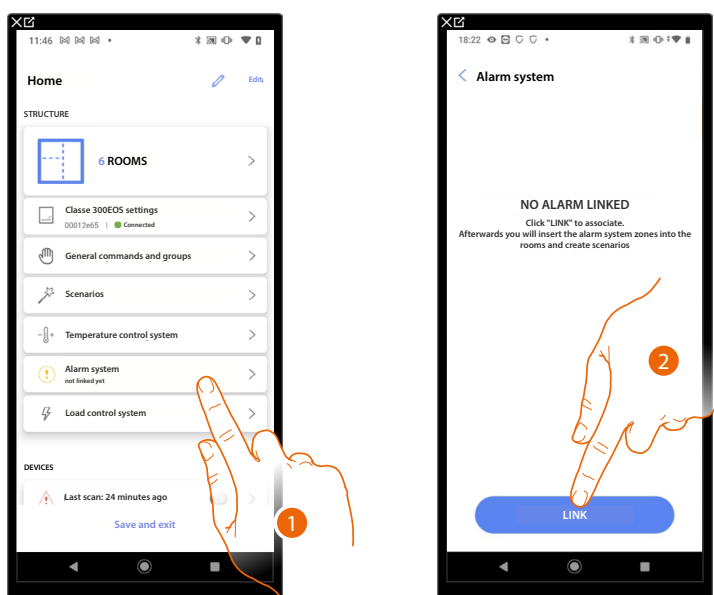 11:46
Home
Edit
STRUCTURE
6 ROOMS
Classe 300EOS settings
00012e65 | Connected
General commands and groups
Scenarios
Temperature control system
Alarm system
not linked yet
Load control system
DEVICES
Last scan: 24 minutes ago
Save and exit
1
18:22
Alarm system
NO ALARM LINKED
Click "LINK" to associate.
Afterwards you will insert the alarm system zones into the
rooms and create scenarios
2
LINK